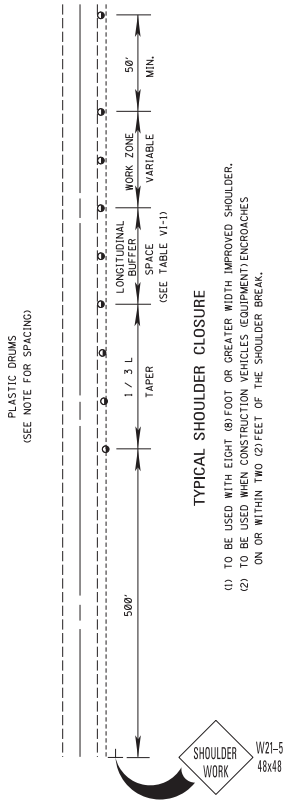 PLASTIC DRUMS
(SEE NOTE FOR SPACING)
50'
MIN.
WORK ZONE
VARIABLE
LONGITUDINAL
BUFFER
SPACE
(SEE TABLE VI-1)
1 / 3 L
TAPER
500'
TYPICAL SHOULDER CLOSURE
(1) TO BE USED WITH EIGHT (8) FOOT OR GREATER WIDTH IMPROVED SHOULDER.
(2) TO BE USED WHEN CONSTRUCTION VEHICLES (EQUIPMENT) ENCROACHES
ON OR WITHIN TWO (2) FEET OF THE SHOULDER BREAK.
SHOULDER
WORK
W21-5
48x48